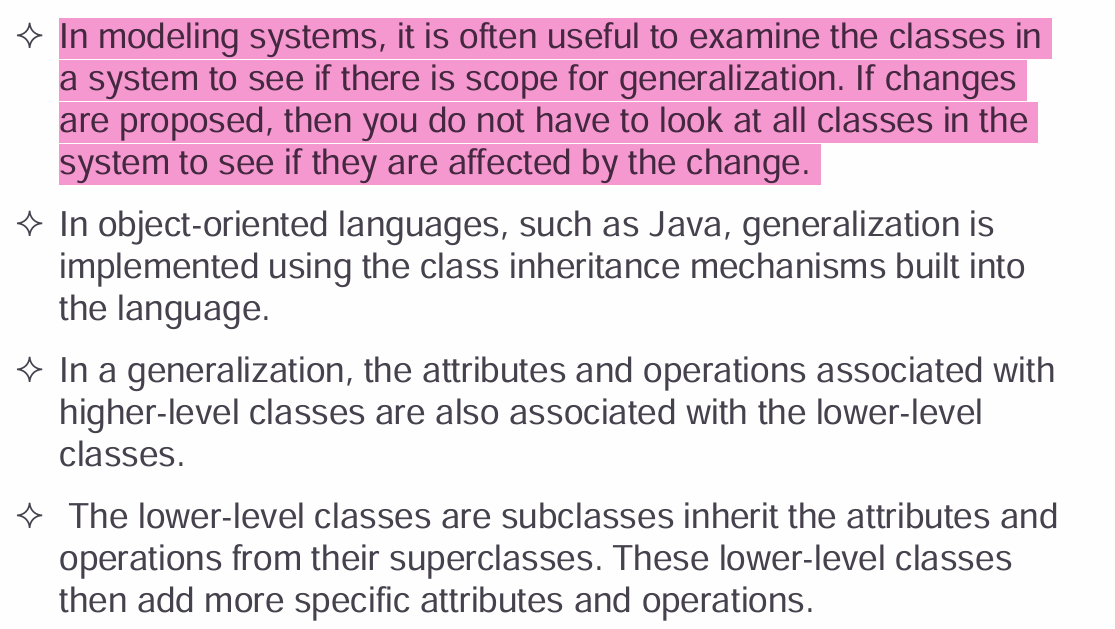 ✧ In modeling systems, it is often useful to examine the classes in
a system to see if there is scope for generalization. If changes
are proposed, then you do not have to look at all classes in the
system to see if they are affected by the change.
✧ In object-oriented languages, such as Java, generalization is
implemented using the class inheritance mechanisms built into
the language.
✧ In a generalization, the attributes and operations associated with
higher-level classes are also associated with the lower-level
classes.
✧ The lower-level classes are subclasses inherit the attributes and
operations from their superclasses. These lower-level classes
then add more specific attributes and operations.